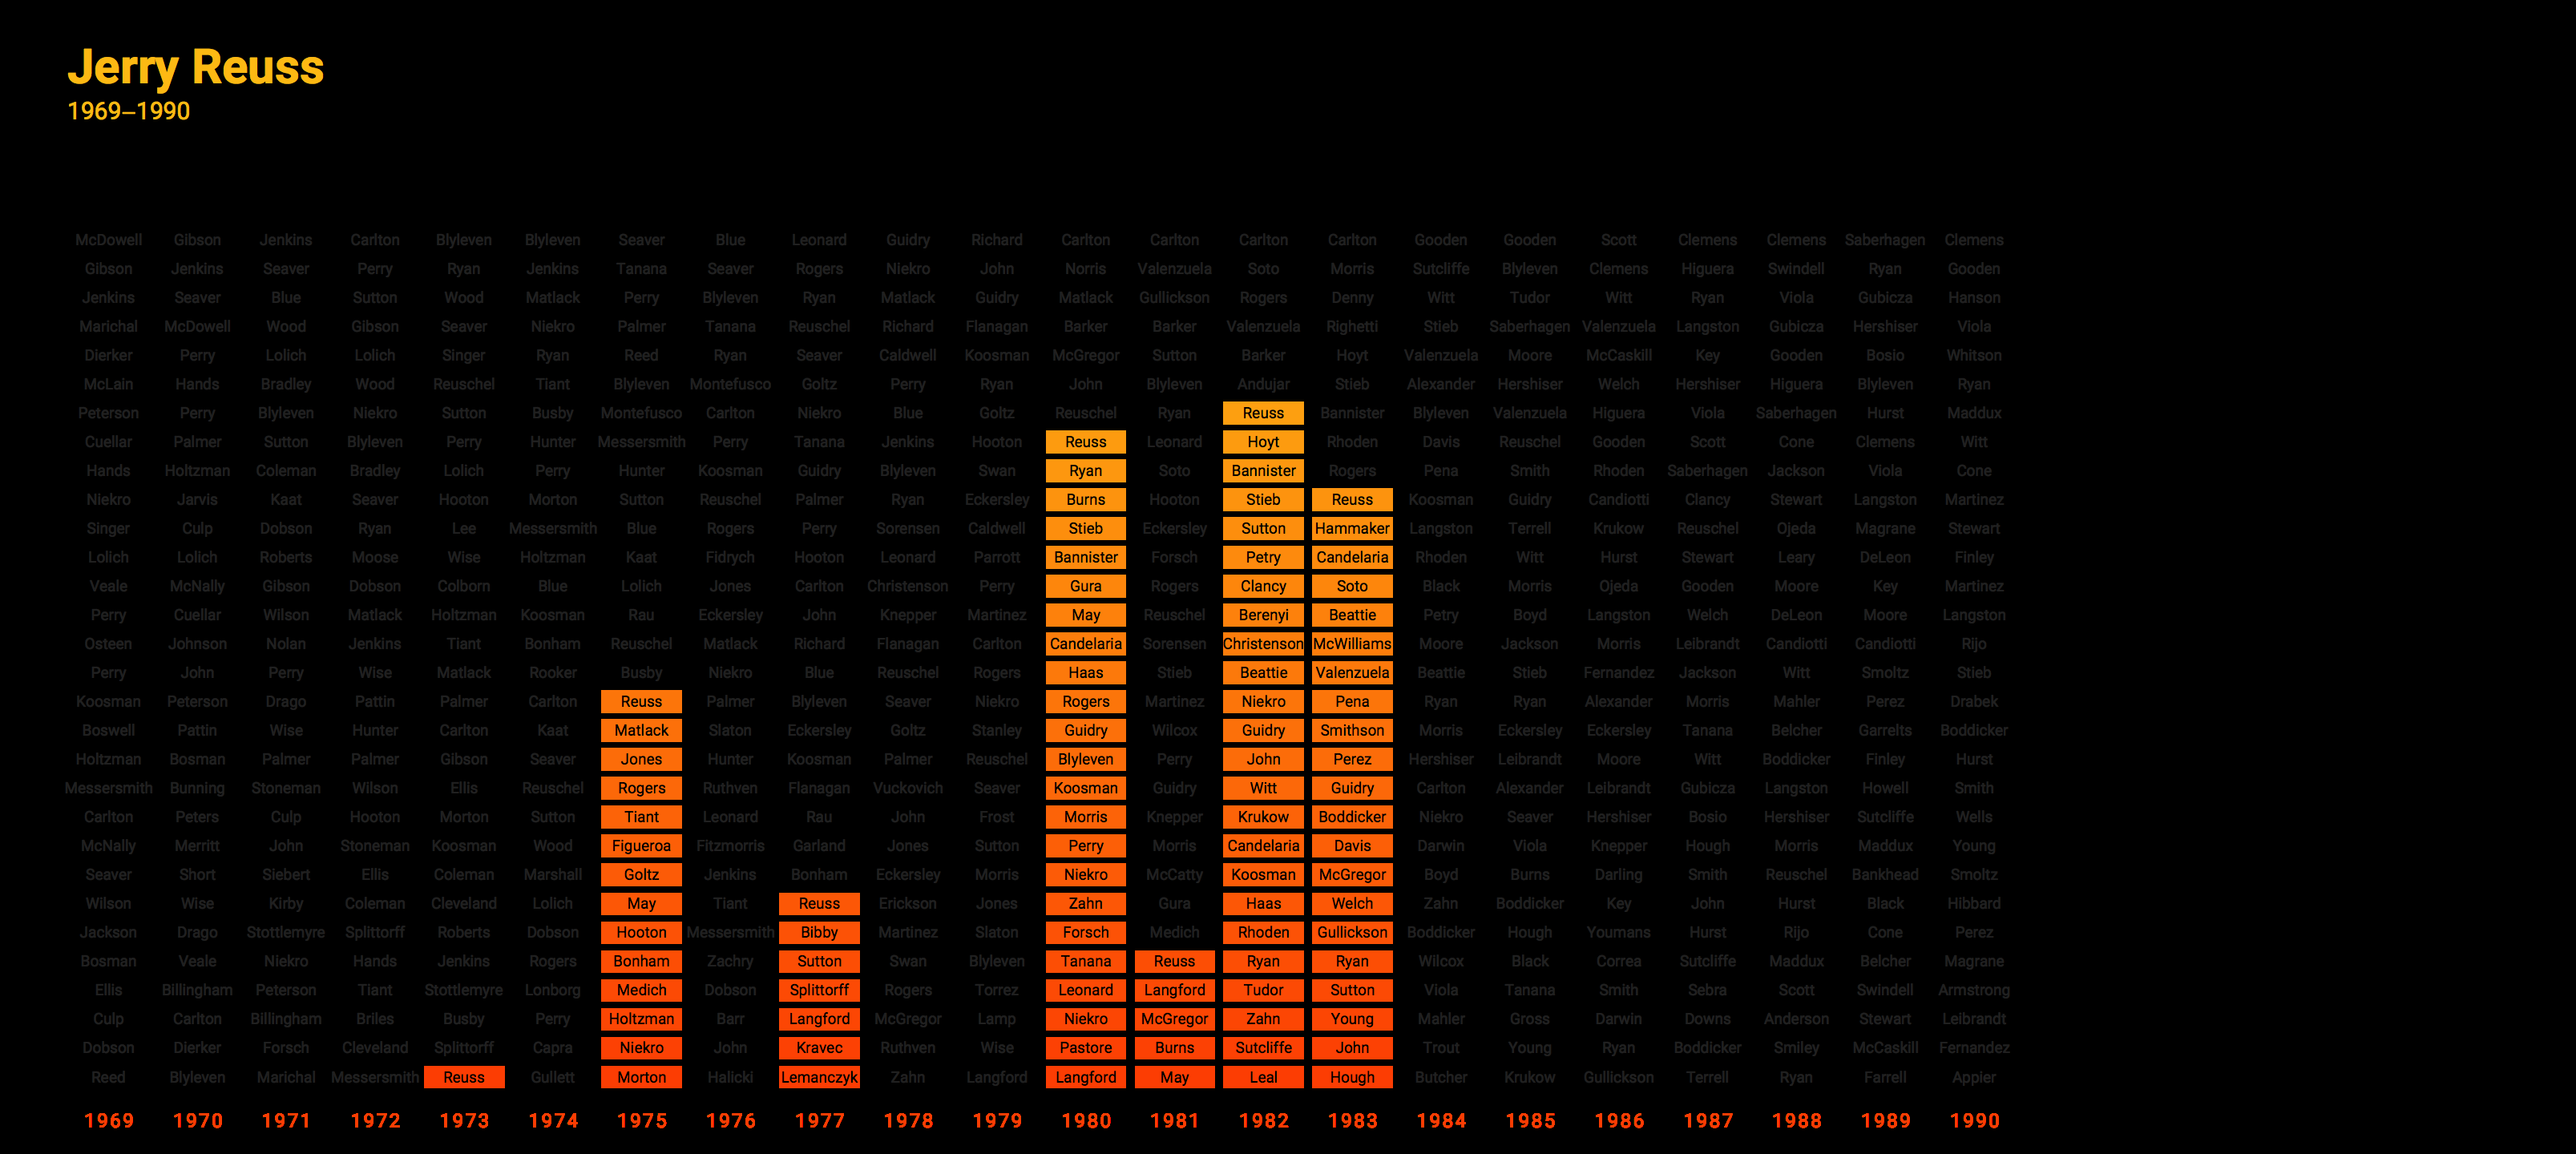 Jerry Reuss
1969–1990
McDowell Gibson Jenkins Carlton Blyleven Blyleven Seaver Blue Leonard Guidry Richard Carlton Carlton Carlton Carlton Gooden Gooden Scott Clemens Clemens Saberhagen Clemens
Gibson Jenkins Seaver Perry Ryan Jenkins Tanana Seaver Rogers Niekro John Norris Valenzuela Soto Morris Sutcliffe Blyleven Clemens Higuera Swindell Ryan Gooden
Jenkins Seaver Blue Sutton Wood Matlack Perry Blyleven Ryan Matlack Guidry Matlack Gullickson Rogers Denny Witt Tudor Witt Ryan Viola Gubicza Hanson
Marichal McDowell Wood Gibson Seaver Niekro Palmer Tanana Reuschel Richard Flanagan Barker Barker Valenzuela Righetti Stieb Saberhagen Valenzuela Langston Gubicza Hershiser Viola
Dierker Perry Lolich Lolich Singer Ryan Reed Ryan Seaver Caldwell Koosman McGregor Sutton Barker Hoyt Valenzuela Moore McCaskill Key Gooden Bosio Whitson
McLain Hands Bradley Wood Reuschel Tiant Blyleven Montefusco Goltz Perry Ryan John Blyleven Andujar Stieb Alexander Hershiser Welch Hershiser Higuera Blyleven Ryan
Peterson Perry Blyleven Niekro Sutton Busby Montefusco Carlton Niekro Blue Goltz Reuschel Ryan Reuss Bannister Blyleven Valenzuela Higuera Viola Saberhagen Hurst Maddux
Cuellar Palmer Sutton Blyleven Perry Hunter Messersmith Perry Tanana Jenkins Hooton Reuss Leonard Hoyt Rhoden Davis Reuschel Gooden Scott Cone Clemens Witt
Hands Holtzman Coleman Bradley Lolich Perry Hunter Koosman Guidry Blyleven Swan Ryan Soto Bannister Rogers Pena Smith Rhoden Saberhagen Jackson Viola Cone
Niekro Jarvis Kaat Seaver Hooton Morton Sutton Reuschel Palmer Ryan Eckersley Burns Hooton Stieb Reuss Koosman Guidry Candiotti Clancy Stewart Langston Martinez
Singer Culp Dobson Ryan Lee Messersmith Blue Rogers Perry Sorensen Caldwell Stieb Eckersley Sutton Hammaker Langston Terrell Krukow Reuschel Ojeda Magrane Stewart
Lolich Lolich Roberts Moose Wise Holtzman Kaat Fidrych Hooton Leonard Parrott Bannister Forsch Petry Candelaria Rhoden Witt Hurst Stewart Leary DeLeon Finley
Veale McNally Gibson Dobson Colborn Blue Lolich Jones Carlton Christenson Perry Gura Rogers Clancy Soto Black Morris Ojeda Gooden Moore Key Martinez
Perry Cuellar Wilson Matlack Holtzman Koosman Rau Eckersley John Knepper Martinez May Reuschel Berenyi Beattie Petry Boyd Langston Welch DeLeon Moore Langston
Osteen Johnson Nolan Jenkins Tiant Bonham Reuschel Matlack Richard Flanagan Carlton Candelaria Sorensen Christenson McWilliams Moore Jackson Morris Leibrandt Candiotti Candiotti Rijo
Perry John Perry Wise Matlack Rooker Busby Niekro Blue Reuschel Rogers Haas Stieb Beattie Valenzuela Beattie Stieb Fernandez Jackson Witt Smoltz Stieb
Koosman Peterson Drago Pattin Palmer Carlton Reuss Palmer Blyleven Seaver Niekro Rogers Martinez Niekro Pena Ryan Ryan Alexander Morris Mahler Perez Drabek
Boswell Pattin Wise Hunter Carlton Kaat Matlack Slaton Eckersley Goltz Stanley Guidry Wilcox Guidry Smithson Morris Eckersley Eckersley Tanana Belcher Garrelts Boddicker
Holtzman Bosman Palmer Palmer Gibson Seaver Jones Hunter Koosman Palmer Reuschel Blyleven Perry John Perez Hershiser Leibrandt Moore Witt Boddicker Finley Hurst
Messersmith Bunning Stoneman Wilson Ellis Reuschel Rogers Ruthven Flanagan Vuckovich Seaver Koosman Guidry Witt Guidry Carlton Alexander Leibrandt Gubicza Langston Howell Smith
Carlton Peters Culp Hooton Morton Sutton Tiant Leonard Rau John Frost Morris Knepper Krukow Boddicker Niekro Seaver Hershiser Bosio Hershiser Sutcliffe Wells
McNally Merritt John Stoneman Koosman Wood Figueroa Fitzmorris Garland Jones Sutton Perry Morris Candelaria Davis Darwin Viola Knepper Hough Morris Maddux Young
Seaver Short Siebert Ellis Coleman Marshall Goltz Jenkins Bonham Eckersley Morris Niekro McCatty Koosman McGregor Boyd Burns Darling Smith Reuschel Bankhead Smoltz
Wilson Wise Kirby Coleman Cleveland Lolich May Tiant Reuss Erickson Jones Zahn Gura Haas Welch Zahn Boddicker Key John Hurst Black Hibbard
Jackson Drago Stottlemyre Splittorff Roberts Dobson Hooton Messersmith Bibby Martinez Slaton Forsch Medich Rhoden Gullickson Boddicker Hough Youmans Hurst Rijo Cone Perez
Bosman Veale Niekro Hands Jenkins Rogers Bonham Zachry Sutton Swan Blyleven Tanana Reuss Ryan Ryan Wilcox Black Correa Sutcliffe Maddux Belcher Magrane
Ellis Billingham Peterson Tiant Stottlemyre Lonborg Medich Dobson Splittorff Rogers Torrez Leonard Langford Tudor Sutton Viola Tanana Smith Sebra Scott Swindell Armstrong
Culp Carlton Billingham Briles Busby Perry Holtzman Barr Langford McGregor Lamp Niekro McGregor Zahn Young Mahler Gross Darwin Downs Anderson Stewart Leibrandt
Dobson Dierker Forsch Cleveland Splittorff Capra Niekro John Kravec Ruthven Wise Pastore Burns Sutcliffe John Trout Young Ryan Boddicker Smiley McCaskill Fernandez
Reed Blyleven Marichal Messersmith Reuss Gullett Morton Halicki Lemanczyk Zahn Langford Langford May Leal Hough Butcher Krukow Gullickson Terrell Ryan Farrell Appier
1969 1970 1971 1972 1973 1974 1975 1976 1977 1978 1979 1980 1981 1982 1983 1984 1985 1986 1987 1988 1989 1990